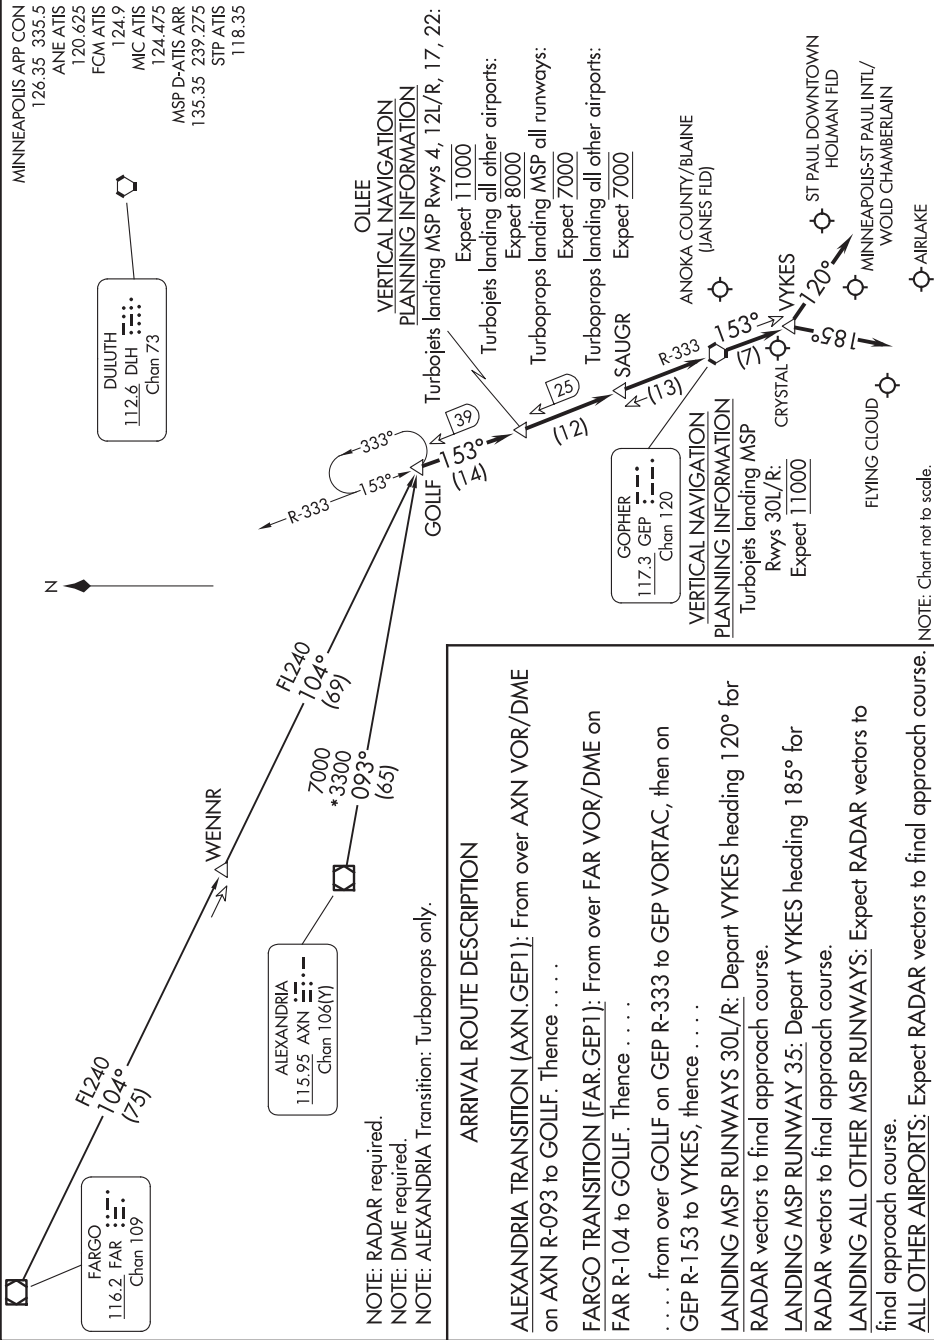 MINNEAPOLIS APP CON
126.35 335.5
ANE ATIS
120.625
FCM ATIS
124.9
MIC ATIS
124.475
MSP D-ATIS ARR
135.35 239.275
STP ATIS
118.35
DULUTH
112.6 DLH
Chan 73
N
FARGO
116.2 FAR
Chan 109
FL240
104°
(75)
WENNR
FL240
104°
(69)
ALEXANDRIA
115.95 AXN
Chan 106(Y)
7000
*3300
093°
(65)
R-333
153°
333°
GOLLF
39
153°
(14)
OLLEE
VERTICAL NAVIGATION
PLANNING INFORMATION
Turbojets landing MSP Rwys 4, 12L/R, 17, 22:
Expect 11000
Turbojets landing all other airports:
Expect 8000
Turboprops landing MSP all runways:
Expect 7000
Turboprops landing all other airports:
Expect 7000
25
(12)
SAUGR
(13)
R-333
GOPHER
117.3 GEP
Chan 120
VERTICAL NAVIGATION
PLANNING INFORMATION
Turbojets landing MSP
Rwys 30L/R:
Expect 11000
ANOKA COUNTY/BLAINE
(JANES FLD)
153°
(7)
VYKES
CRYSTAL
120°
185°
ST PAUL DOWNTOWN
HOLMAN FLD
MINNEAPOLIS-ST PAUL INTL/
WOLD CHAMBERLAIN
FLYING CLOUD
AIRLAKE
NOTE: Chart not to scale.
NOTE: RADAR required.
NOTE: DME required.
NOTE: ALEXANDRIA Transition: Turboprops only.
ARRIVAL ROUTE DESCRIPTION
ALEXANDRIA TRANSITION (AXN.GEP1): From over AXN VOR/DME
on AXN R-093 to GOLLF. Thence . . . .
FARGO TRANSITION (FAR.GEP1): From over FAR VOR/DME on
FAR R-104 to GOLLF. Thence . . . .
. . . . from over GOLLF on GEP R-333 to GEP VORTAC, then on
GEP R-153 to VYKES, thence . . . .
LANDING MSP RUNWAYS 30L/R: Depart VYKES heading 120° for
RADAR vectors to final approach course.
LANDING MSP RUNWAY 35: Depart VYKES heading 185° for
RADAR vectors to final approach course.
LANDING ALL OTHER MSP RUNWAYS: Expect RADAR vectors to
final approach course.
ALL OTHER AIRPORTS: Expect RADAR vectors to final approach course.